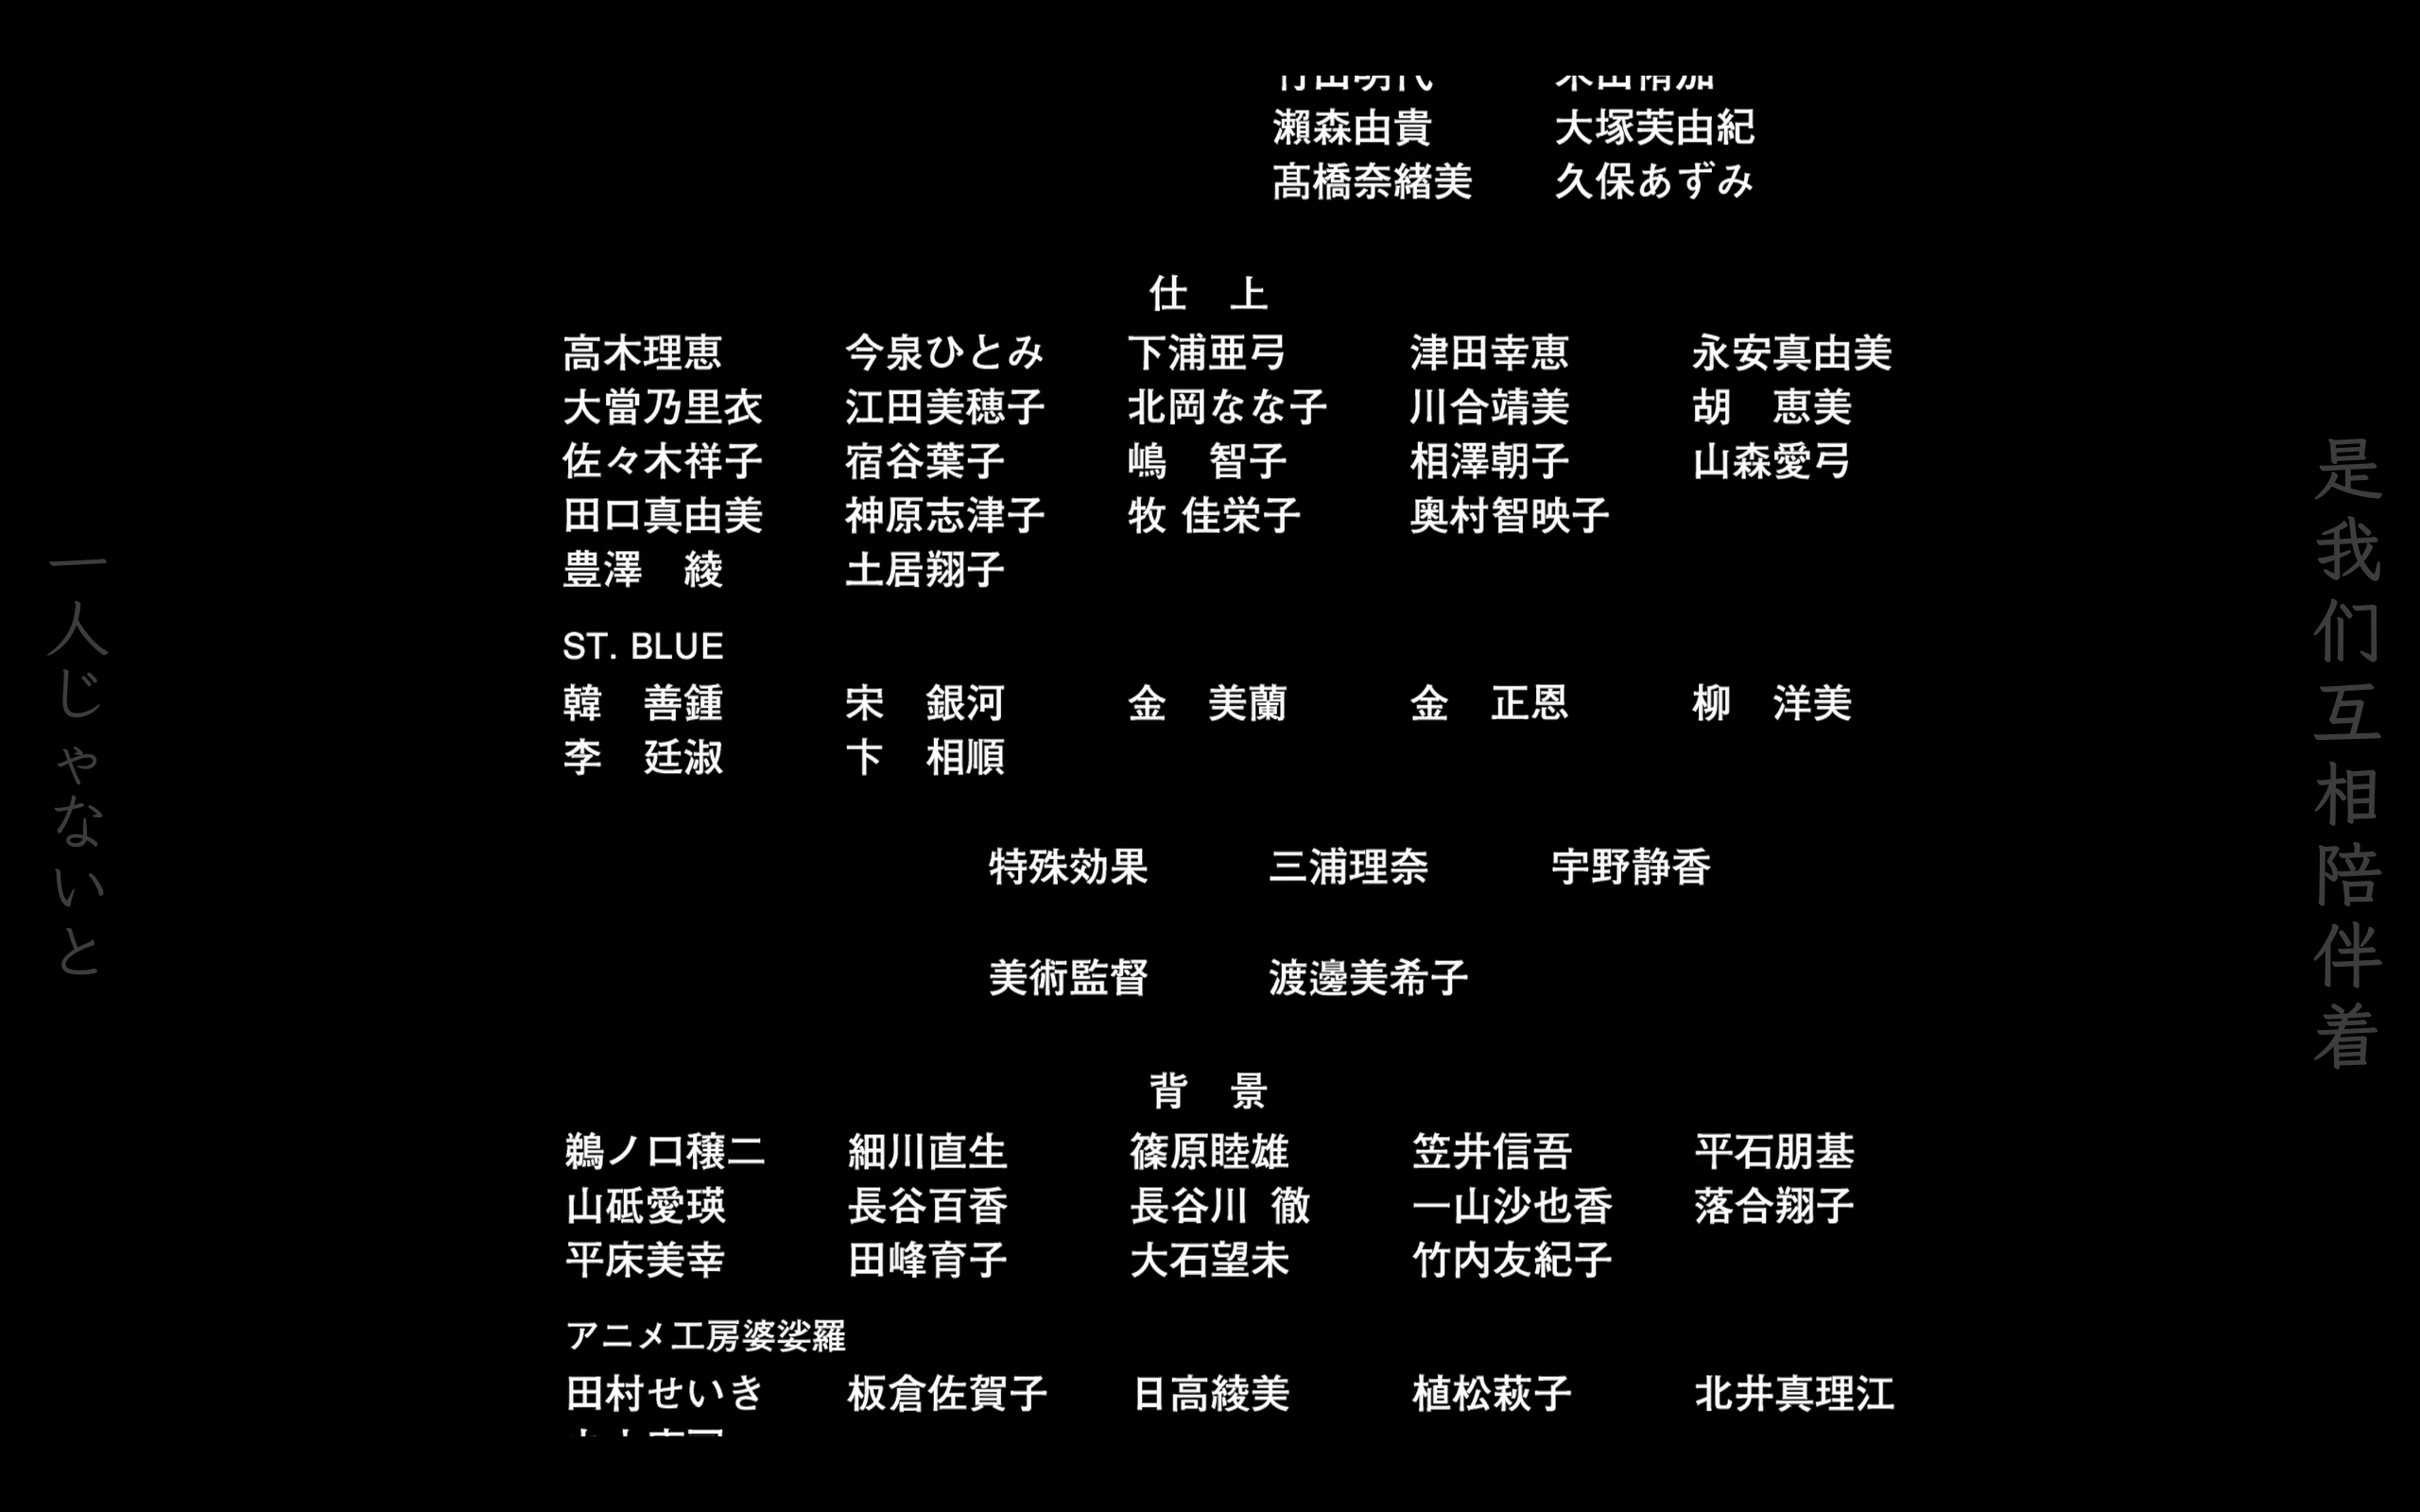 瀨森由貴 大塚芙由紀
髙橋奈緒美 久保あずみ
仕 上
高木理恵 今泉ひとみ 下浦亜弓 津田幸恵 永安真由美
大當乃里衣 江田美穂子 北岡なな子 川合靖美 胡 恵美
佐々木祥子 宿谷葉子 嶋 智子 相澤朝子 山森愛弓
田口真由美 神原志津子 牧 佳栄子 奥村智映子
豊澤 綾 土居翔子
ST. BLUE
韓 善鍾 宋 銀河 金 美蘭 金 正恩 柳 洋美
李 廷淑 卞 相順
特殊効果 三浦理奈 宇野静香
美術監督 渡邊美希子
背 景
鵜ノ口穣二 細川直生 篠原睦雄 笠井信吾 平石朋基
山砥愛瑛 長谷百香 長谷川 徹 一山沙也香 落合翔子
平床美幸 田峰育子 大石望未 竹内友紀子
アニメ工房婆娑羅
田村せいき 板倉佐賀子 日高綾美 植松萩子 北井真理江
一人じゃないと
是我们互相陪伴着